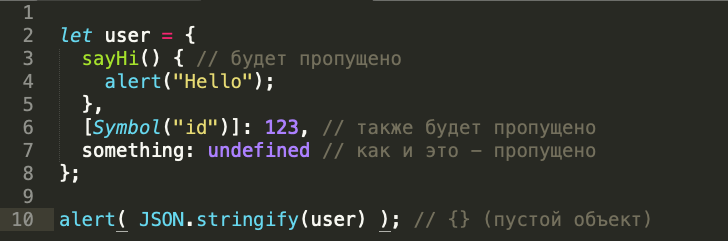 1
2 let user = {
3   sayHi() { // будет пропущено
4     alert("Hello");
5   },
6   [Symbol("id")]: 123, // также будет пропущено
7   something: undefined // как и это – пропущено
8 };
9
10 alert( JSON.stringify(user) ); // {} (пустой объект)